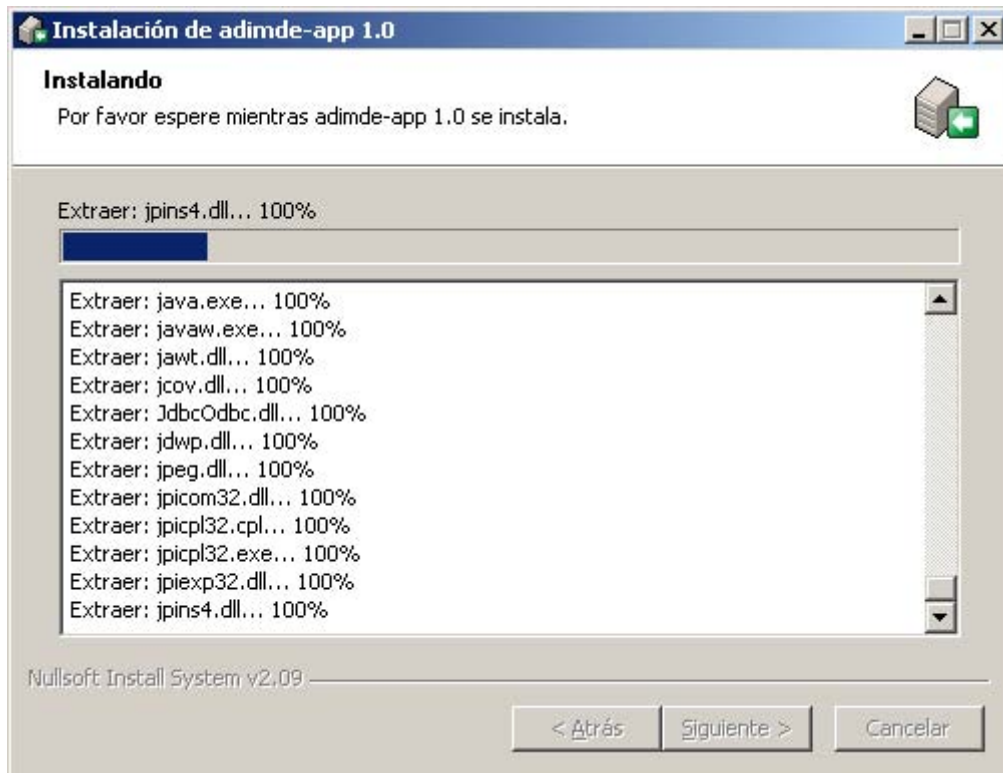 Instalación de adimde-app 1.0
Instalando
Por favor espere mientras adimde-app 1.0 se instala.
Extraer: jpins4.dll... 100%
Extraer: java.exe... 100%
Extraer: javaw.exe... 100%
Extraer: jawt.dll... 100%
Extraer: jcov.dll... 100%
Extraer: JdbcOdbc.dll... 100%
Extraer: jdwp.dll... 100%
Extraer: jpeg.dll... 100%
Extraer: jpicom32.dll... 100%
Extraer: jpicpl32.cpl... 100%
Extraer: jpicpl32.exe... 100%
Extraer: jpiexp32.dll... 100%
Extraer: jpins4.dll... 100%
Nullsoft Install System v2.09
< Atrás Siguiente > Cancelar